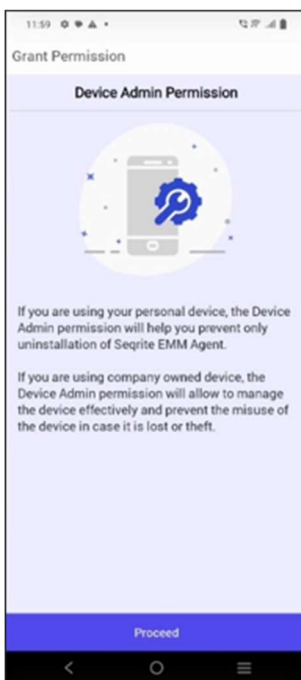 11:59
Grant Permission
Device Admin Permission
If you are using your personal device, the Device
Admin permission will help you prevent only
uninstallation of Seqrite EMM Agent.
If you are using company owned device, the
Device Admin permission will allow to manage
the device effectively and prevent the misuse of
the device in case it is lost or theft.
Proceed